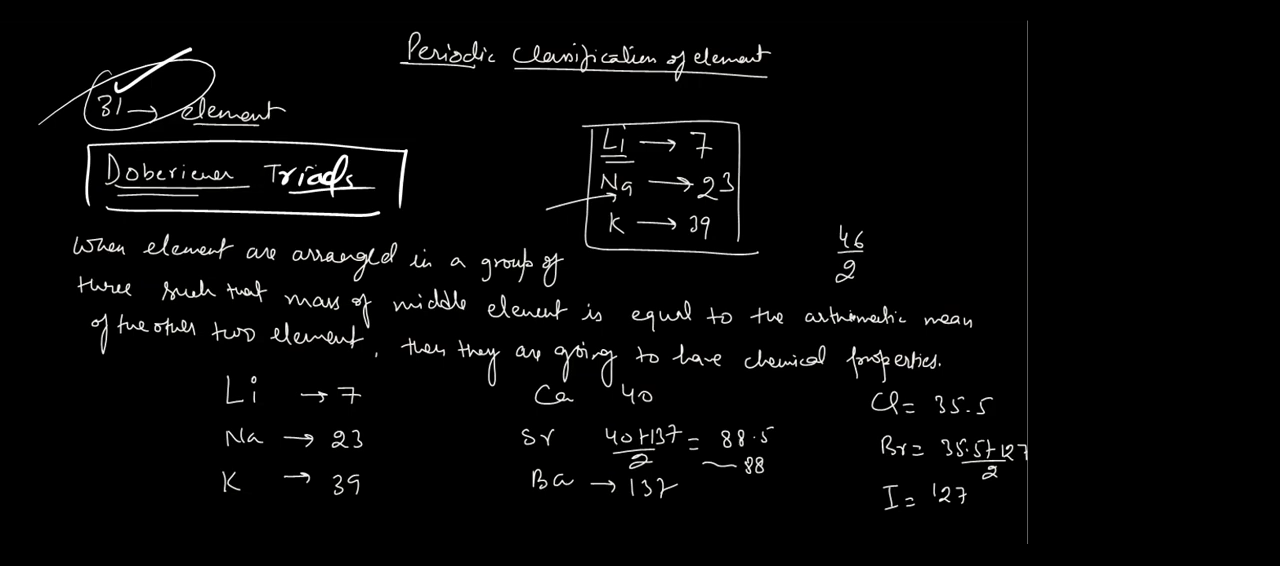 Periodic Classification of element
31 → element
Doberiener Triads
Li → 7
Na → 23
K → 39
46
2
When element are arranged in a group of
three such that mass of middle element is equal to the arthmetic mean
of the other two element, then they are going to have chemical properties.
Li → 7
Na → 23
K → 39
Ca 40
Sr 40+137 = 88.5
2
~ 88
Ba → 137
Cl = 35.5
Br = 35.5+127
2
I = 127